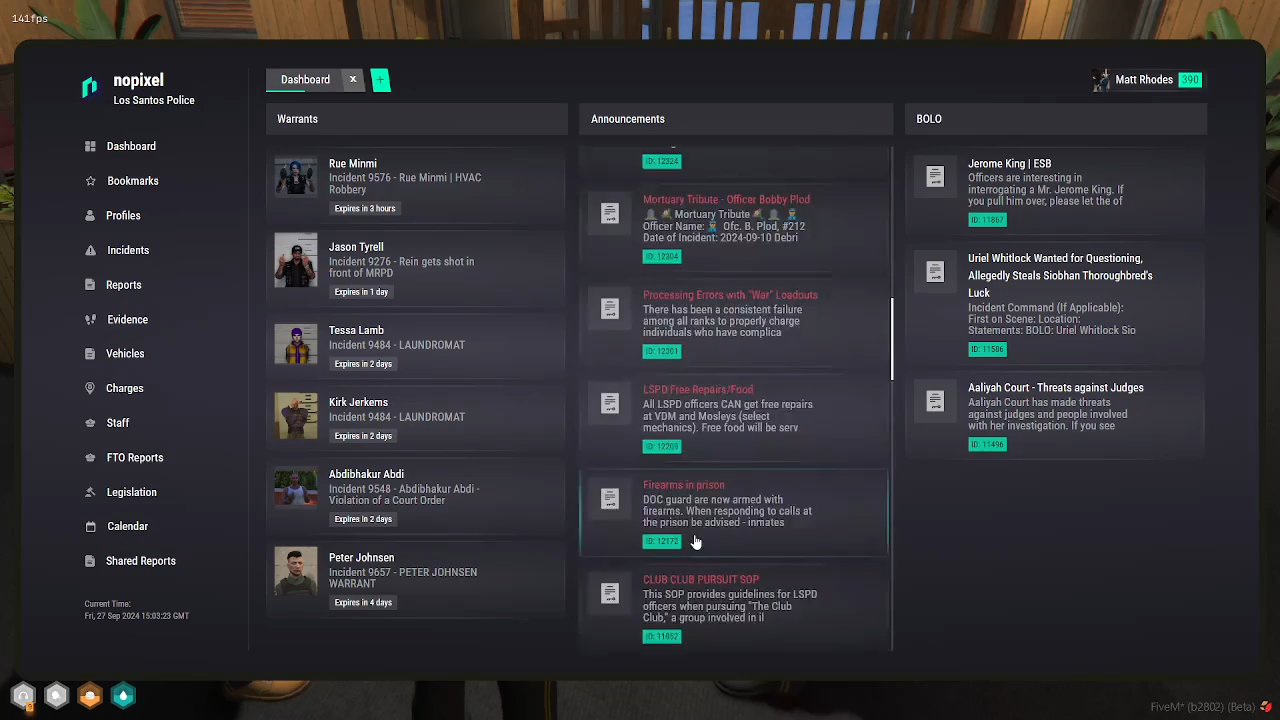 141fps
nopixel
Los Santos Police
Dashboard
x
+
Matt Rhodes 390
Dashboard
Bookmarks
Profiles
Incidents
Reports
Evidence
Vehicles
Charges
Staff
FTO Reports
Legislation
Calendar
Shared Reports
Current Time:
Fri, 27 Sep 2024 15:03:23 GMT
Warrants
Rue Minmi
Incident 9576 - Rue Minmi | HVAC
Robbery
Expires in 3 hours
Jason Tyrell
Incident 9276 - Rein gets shot in
front of MRPD
Expires in 1 day
Tessa Lamb
Incident 9484 - LAUNDROMAT
Expires in 2 days
Kirk Jerkems
Incident 9484 - LAUNDROMAT
Expires in 2 days
Abdibhakur Abdi
Incident 9548 - Abdibhakur Abdi -
Violation of a Court Order
Expires in 2 days
Peter Johnsen
Incident 9657 - PETER JOHNSEN
WARRANT
Expires in 4 days
Announcements
ID: 12324
Mortuary Tribute - Officer Bobby Plod
Mortuary Tribute
Officer Name: Ofc. B. Plod, #212
Date of Incident: 2024-09-10 Debri
ID: 12304
Processing Errors with "War" Loadouts
There has been a consistent failure
among all ranks to properly charge
individuals who have complica
ID: 12301
LSPD Free Repairs/Food
All LSPD officers CAN get free repairs
at VDM and Mosleys (select
mechanics). Free food will be serv
ID: 12209
Firearms in prison
DOC guard are now armed with
firearms. When responding to calls at
the prison be advised - inmates
ID: 12172
CLUB CLUB PURSUIT SOP
This SOP provides guidelines for LSPD
officers when pursuing "The Club
Club," a group involved in il
ID: 11952
BOLO
Jerome King | ESB
Officers are interesting in
interrogating a Mr. Jerome King. If
you pull him over, please let the of
ID: 11867
Uriel Whitlock Wanted for Questioning,
Allegedly Steals Siobhan Thoroughbred's
Luck
Incident Command (If Applicable):
First on Scene: Location:
Statements: BOLO: Uriel Whitlock Sio
ID: 11586
Aaliyah Court - Threats against Judges
Aaliyah Court has made threats
against judges and people involved
with her investigation. If you see
ID: 11496
FiveM* (b2802) (Beta)